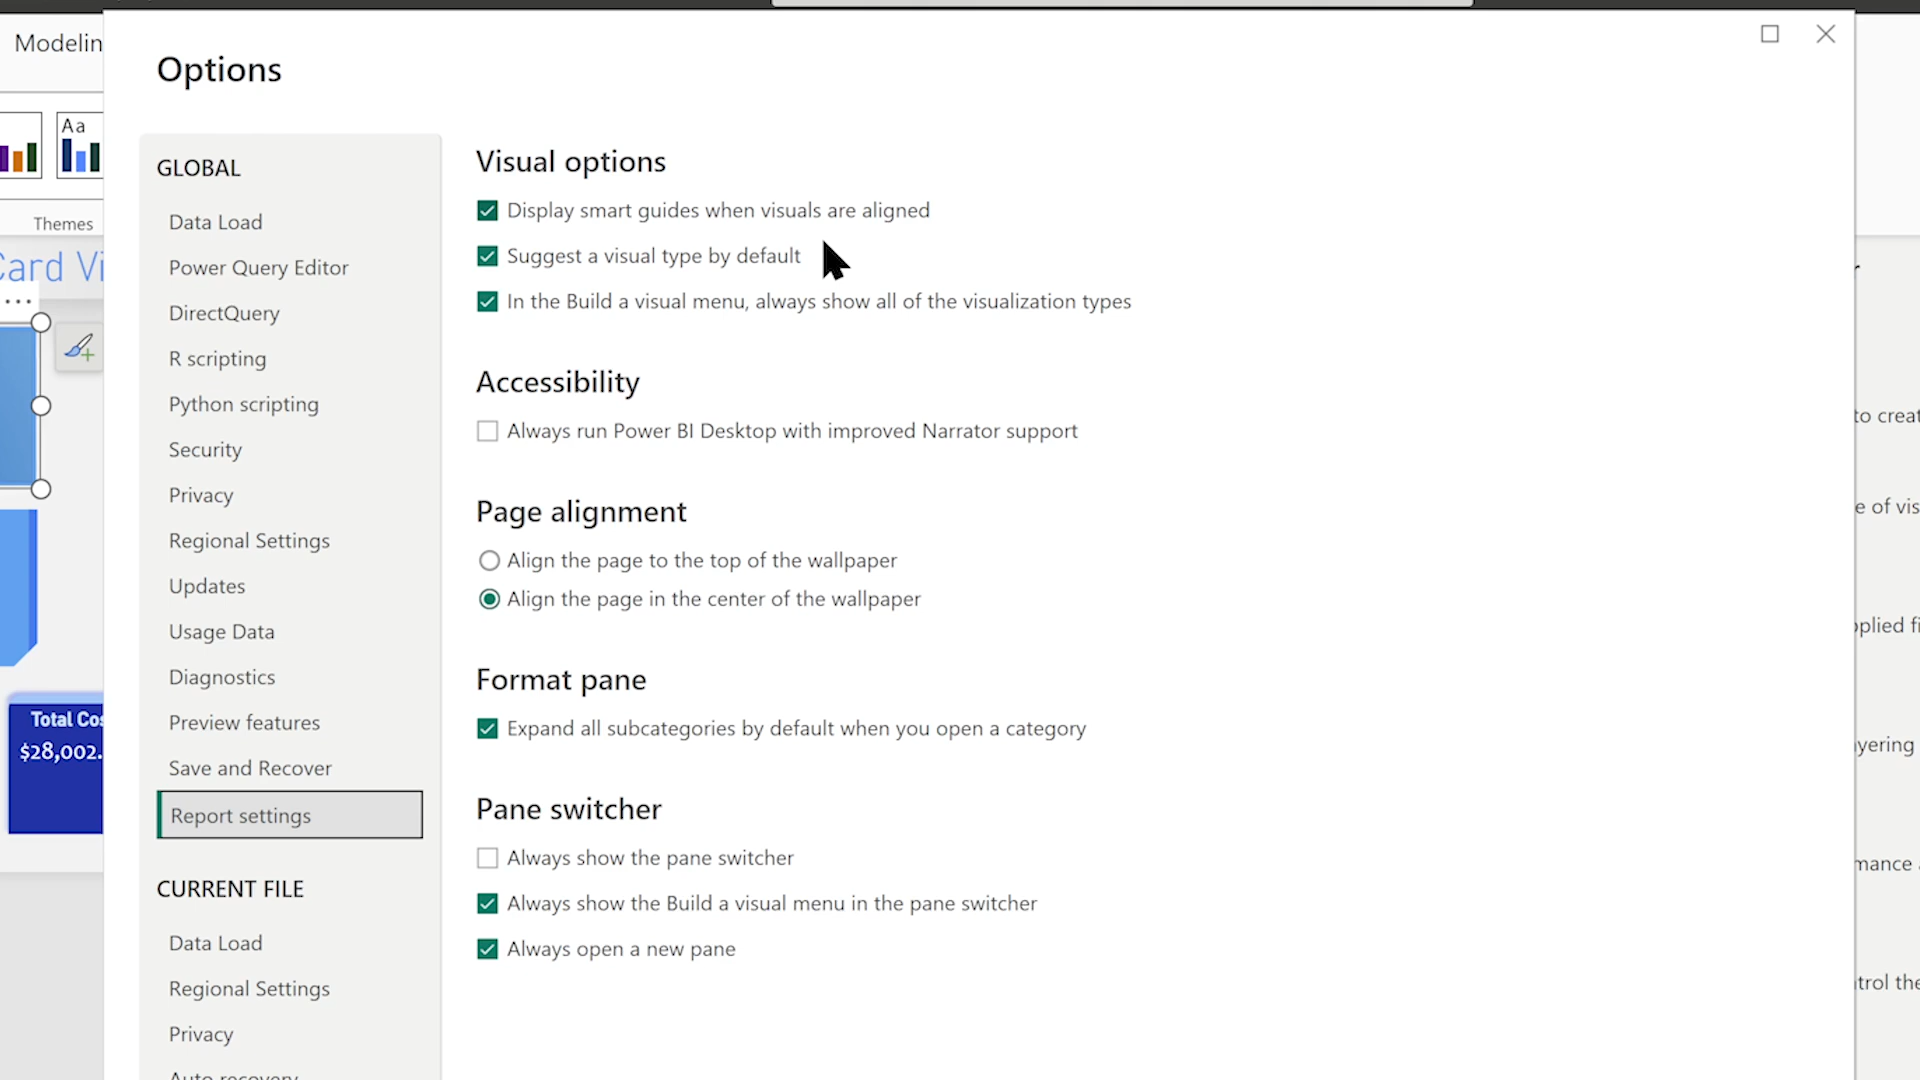 Modelin
Options
Aa
Themes
Card Vi
Total Cos
$28,002.
GLOBAL
Data Load
Power Query Editor
DirectQuery
R scripting
Python scripting
Security
Privacy
Regional Settings
Updates
Usage Data
Diagnostics
Preview features
Save and Recover
Report settings
CURRENT FILE
Data Load
Regional Settings
Privacy
Auto recovery
Visual options
Display smart guides when visuals are aligned
Suggest a visual type by default
In the Build a visual menu, always show all of the visualization types
Accessibility
Always run Power BI Desktop with improved Narrator support
Page alignment
Align the page to the top of the wallpaper
Align the page in the center of the wallpaper
Format pane
Expand all subcategories by default when you open a category
Pane switcher
Always show the pane switcher
Always show the Build a visual menu in the pane switcher
Always open a new pane
to creat
e of vis
pplied fi
yering
mance
trol the